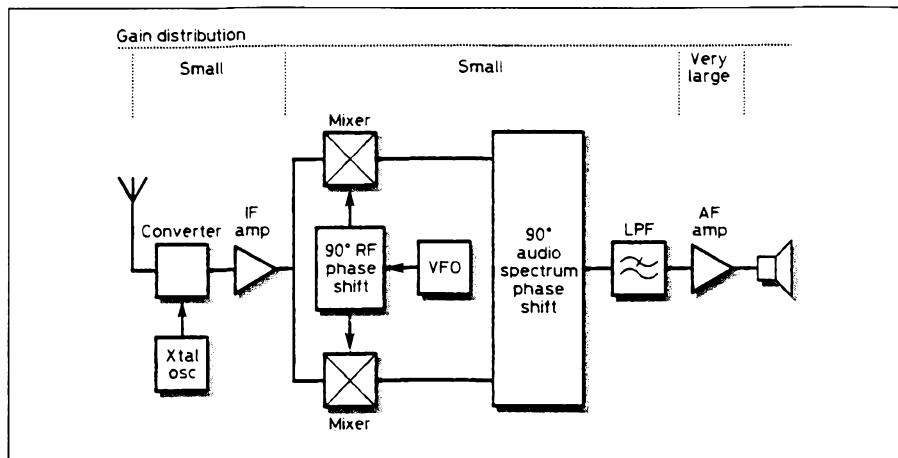 Gain distribution
Small
Small
Very
large
Mixer
Converter
IF
amp
90° RF
phase
shift
VFO
90°
audio
spectrum
phase
shift
LPF
AF
amp
Xtal
osc
Mixer